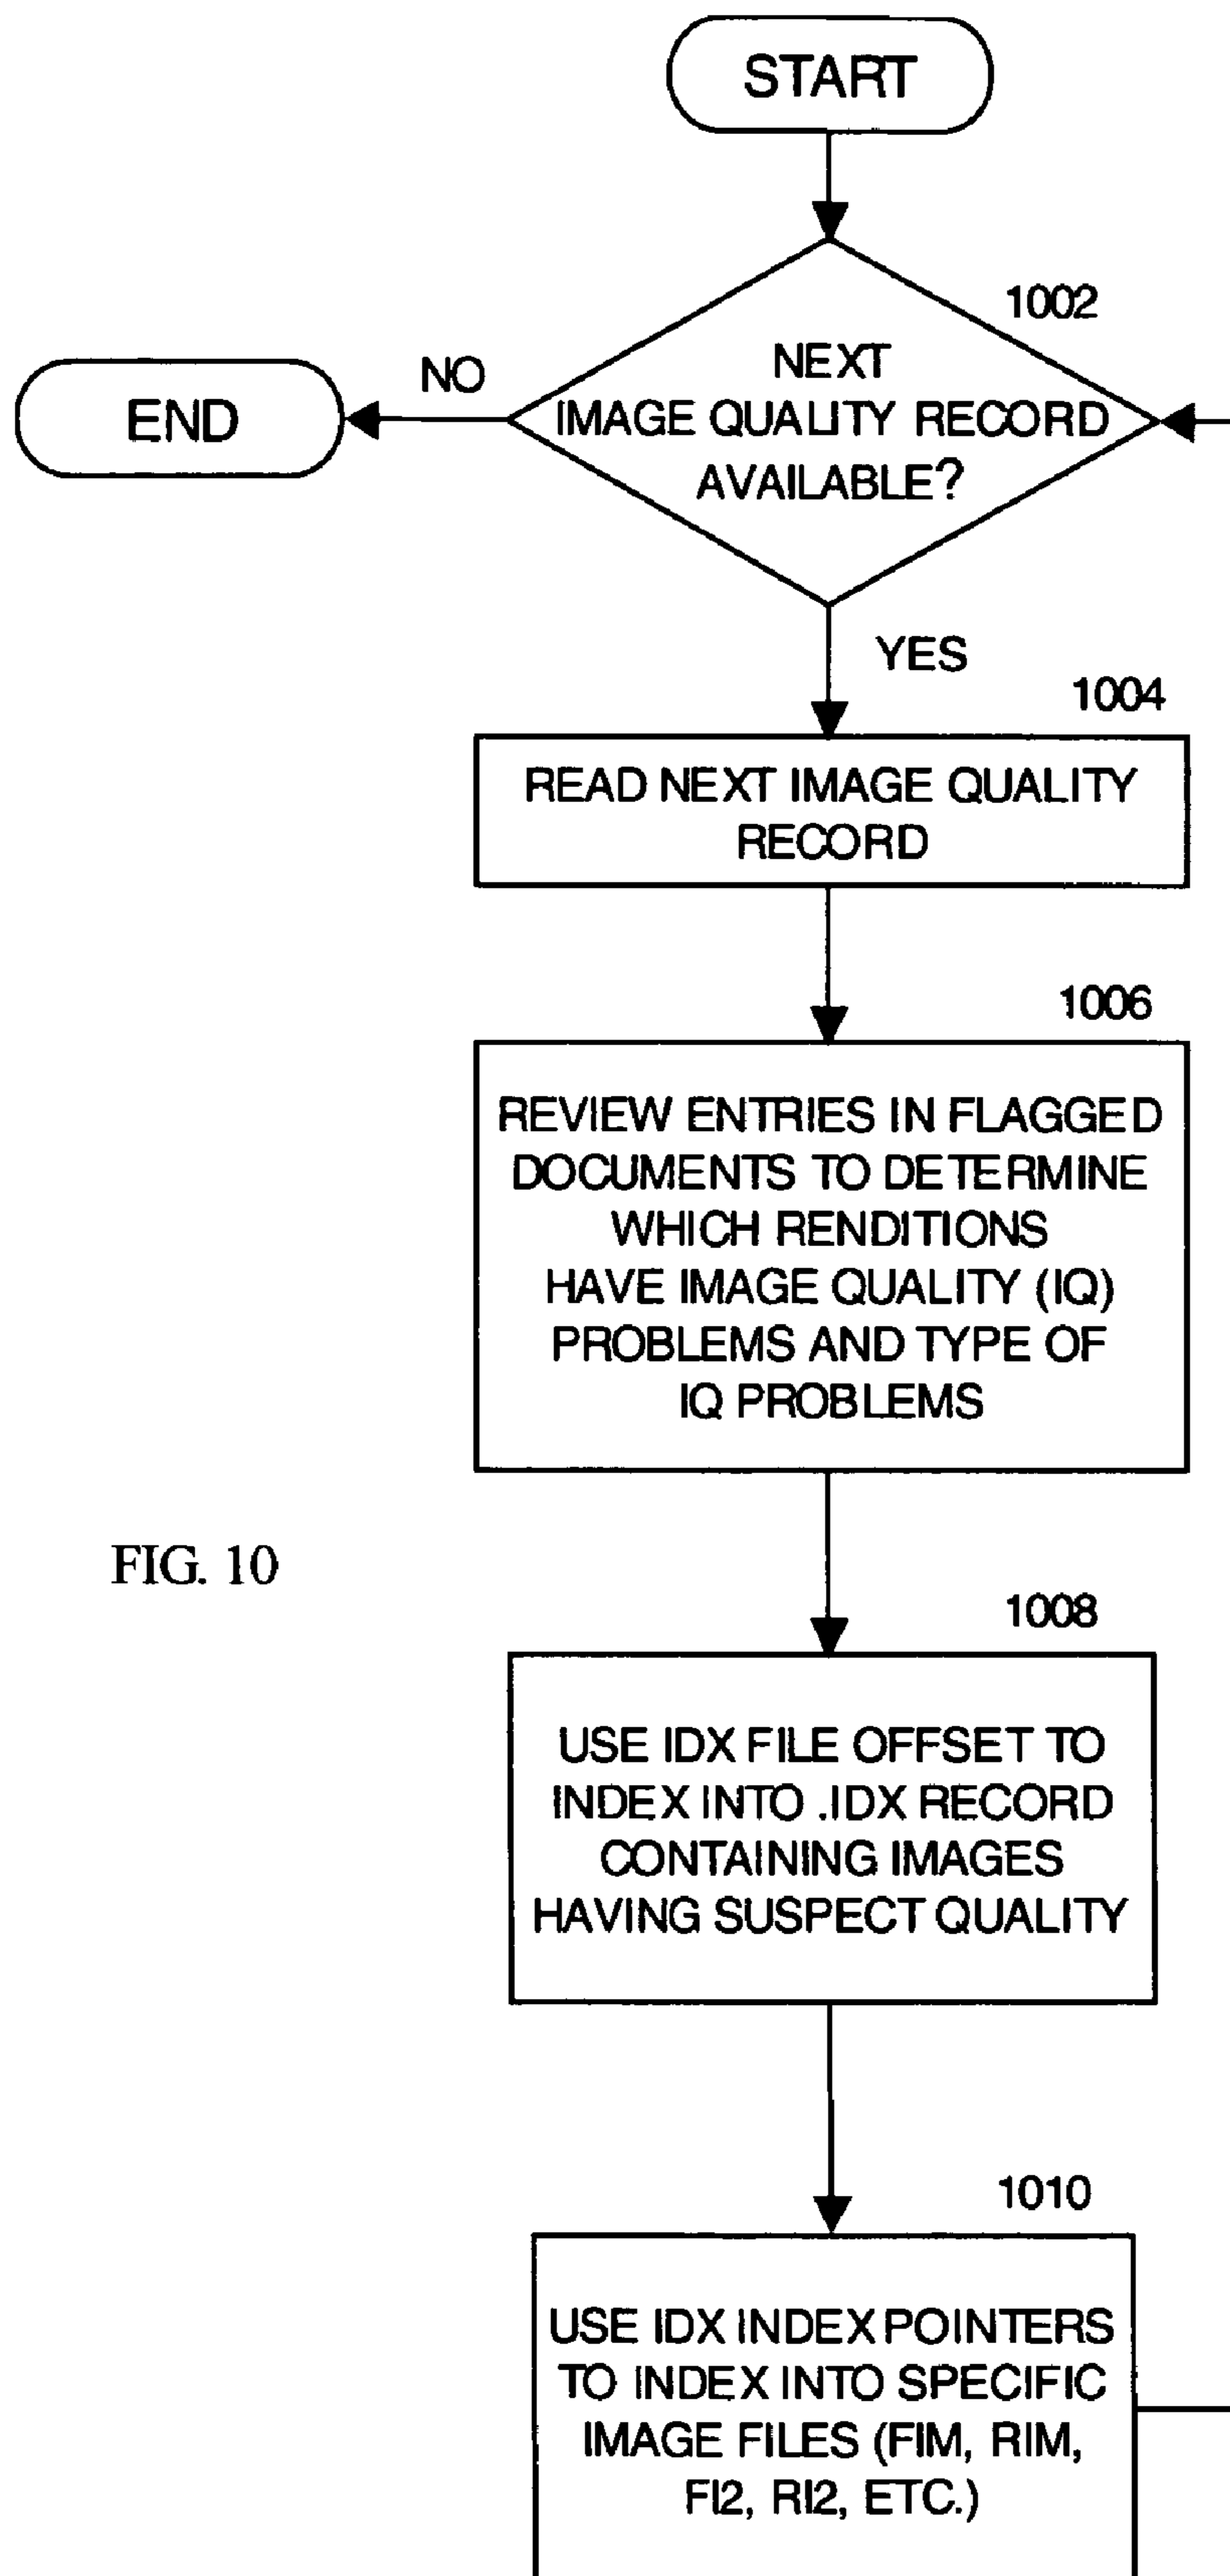 START
1002
NEXT
IMAGE QUALITY RECORD
AVAILABLE?
NO
END
YES
1004
READ NEXT IMAGE QUALITY
RECORD
1006
REVIEW ENTRIES IN FLAGGED
DOCUMENTS TO DETERMINE
WHICH RENDITIONS
HAVE IMAGE QUALITY (IQ)
PROBLEMS AND TYPE OF
IQ PROBLEMS
FIG. 10
1008
USE IDX FILE OFFSET TO
INDEX INTO .IDX RECORD
CONTAINING IMAGES
HAVING SUSPECT QUALITY
1010
USE IDX INDEX POINTERS
TO INDEX INTO SPECIFIC
IMAGE FILES (FIM, RIM,
FI2, RI2, ETC.)